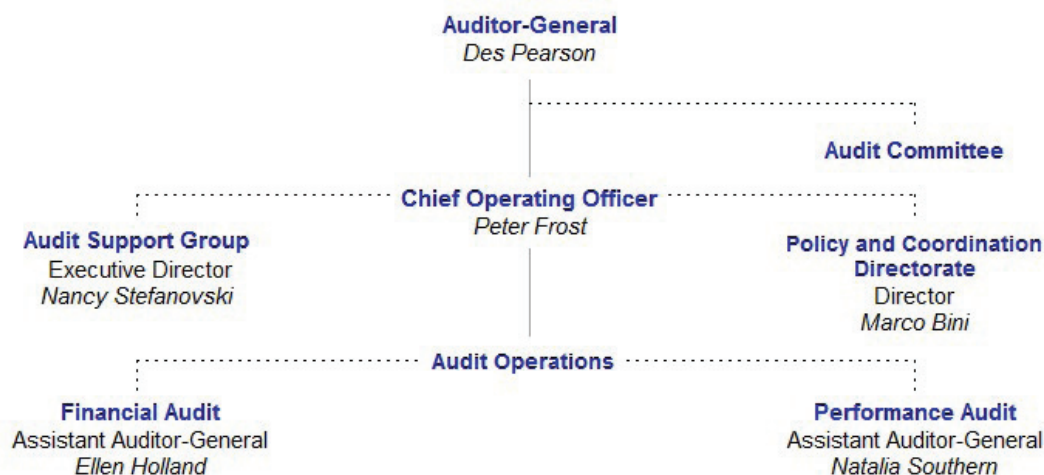 Auditor-General
Des Pearson
Audit Committee
Chief Operating Officer
Peter Frost
Audit Support Group
Executive Director
Nancy Stefanovski
Policy and Coordination
Directorate
Director
Marco Bini
Audit Operations
Financial Audit
Assistant Auditor-General
Ellen Holland
Performance Audit
Assistant Auditor-General
Natalia Southern